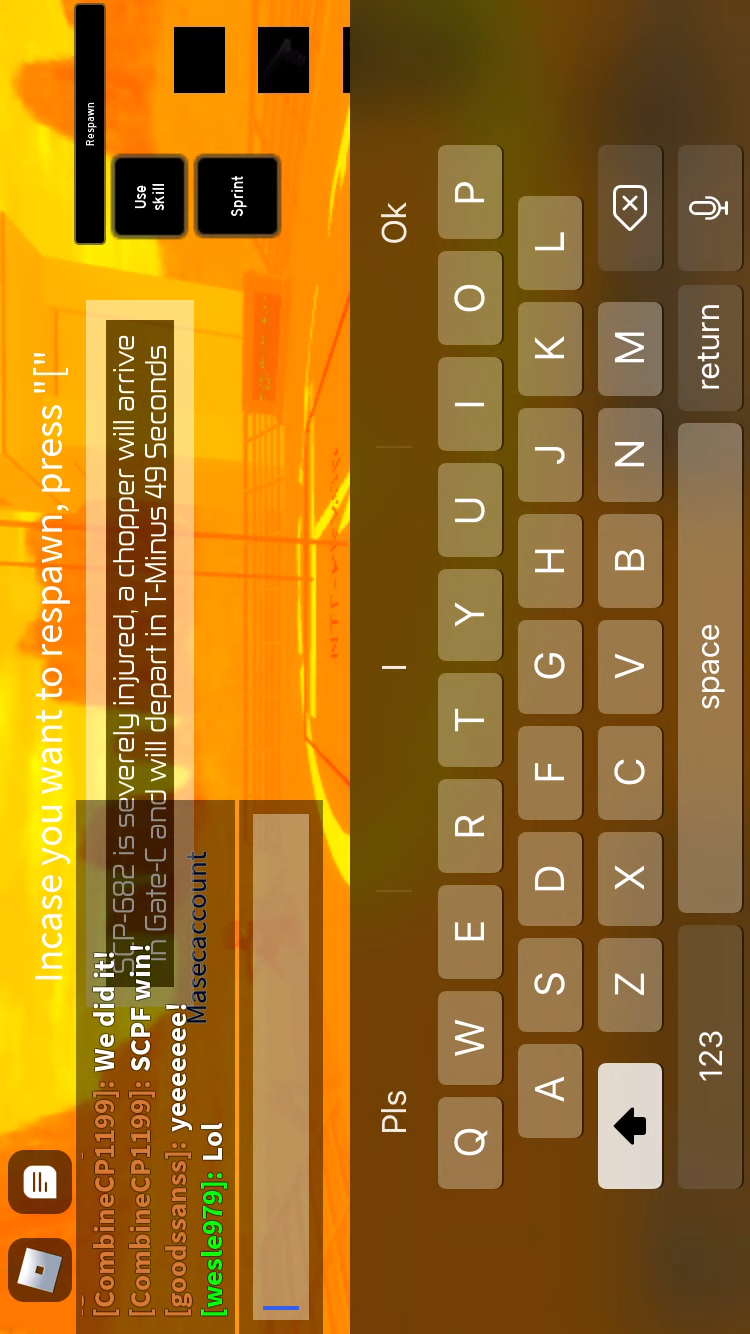 Incase you want to respawn, press "["
Respawn
Use
skill
Sprint
SCP-682 is severely injured, a chopper will arrive
in Gate-C and will depart in T-Minus 49 Seconds
Masecaccount
[CombineCP1199]: We did it!
[CombineCP1199]: SCPF win!
[goodssanss]: yeeeeeee!
[wesle979]: Lol
Pls I Ok
Q W E R T Y U I O P
A S D F G H J K L
Z X C V B N M
123 space return